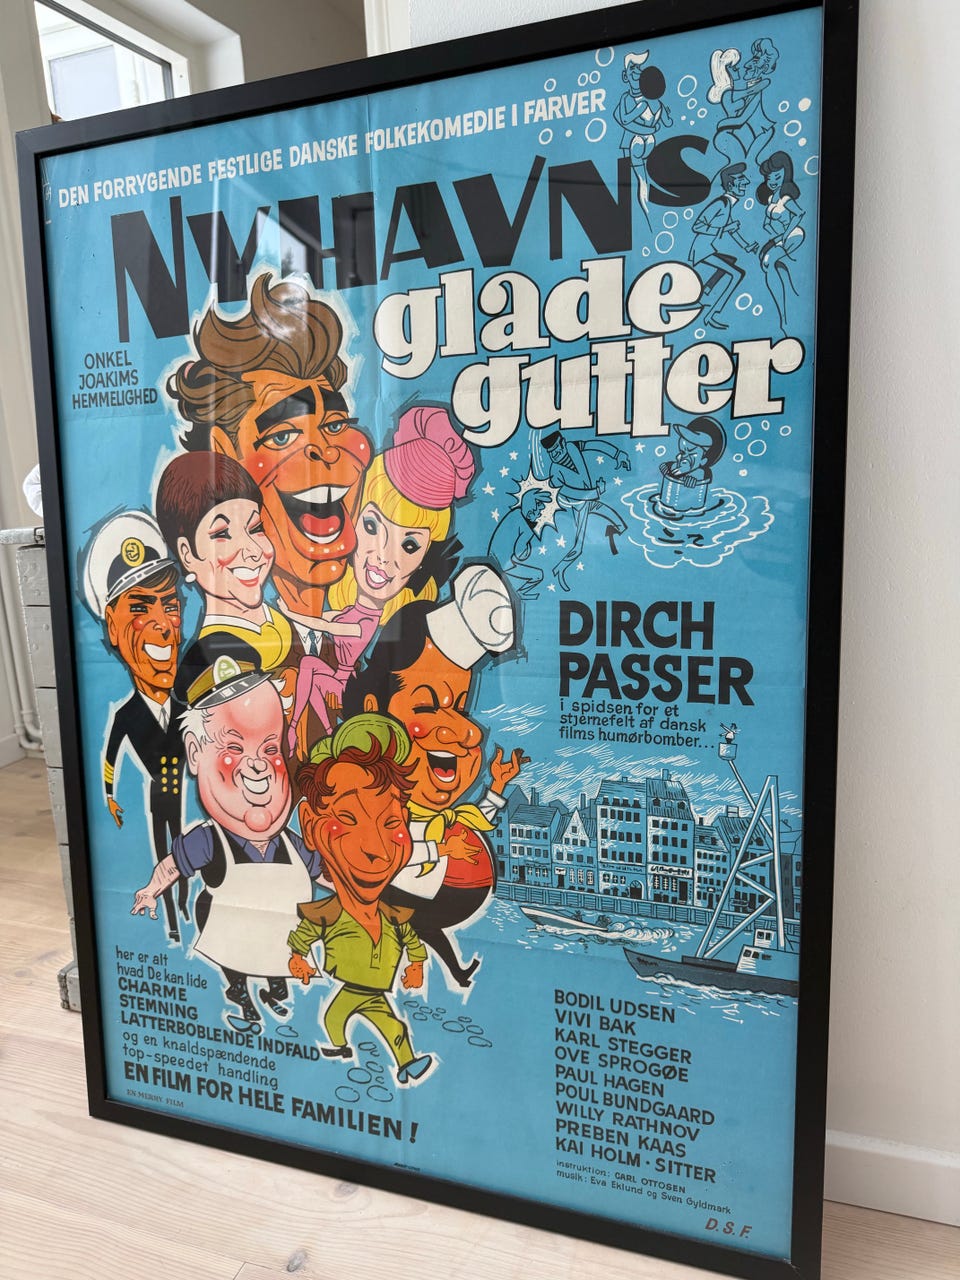 DEN FORRYGENDE FESTLIGE DANSKE FOLKEKOMEDIE I FARVER
NYHAVNS
glade
gutter
ONKEL
JOAKIMS
HEMMELIGHED
DIRCH
PASSER
i spidsen for et
stjernefelt af dansk
films humørbomber...
her er alt
hvad De kan lide
CHARME
STEMNING
LATTERBOBLENDE INDFALD
og en knaldspændende
top-speedet handling
EN FILM FOR HELE FAMILIEN!
EN MERRY FILM
BODIL UDSEN
VIVI BAK
KARL STEGGER
OVE SPROGØE
PAUL HAGEN
POUL BUNDGAARD
WILLY RATHNOV
PREBEN KAAS
KAI HOLM · SITTER
instruktion: CARL OTTOSEN
musik: Eva Eklund og Sven Gyldmark
D.S.F.